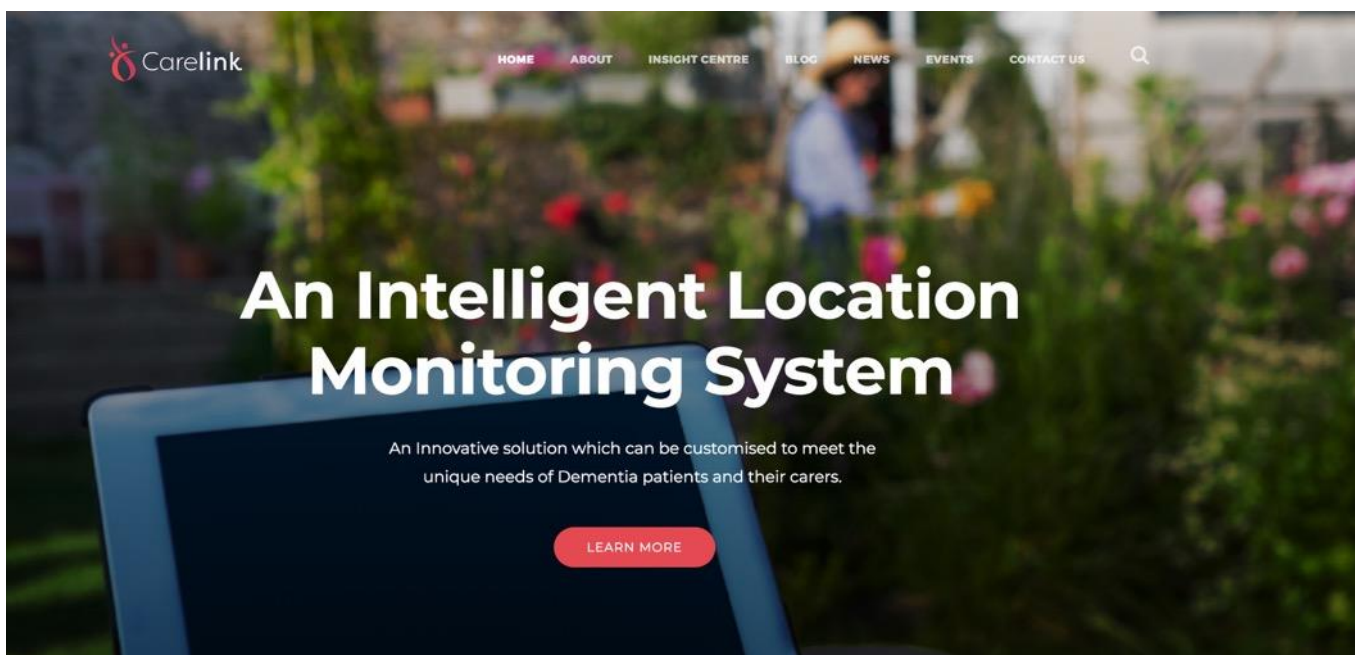 Carelink
HOME ABOUT INSIGHT CENTRE BLOG NEWS EVENTS CONTACT US
An Intelligent Location
Monitoring System
An Innovative solution which can be customised to meet the
unique needs of Dementia patients and their carers.
LEARN MORE